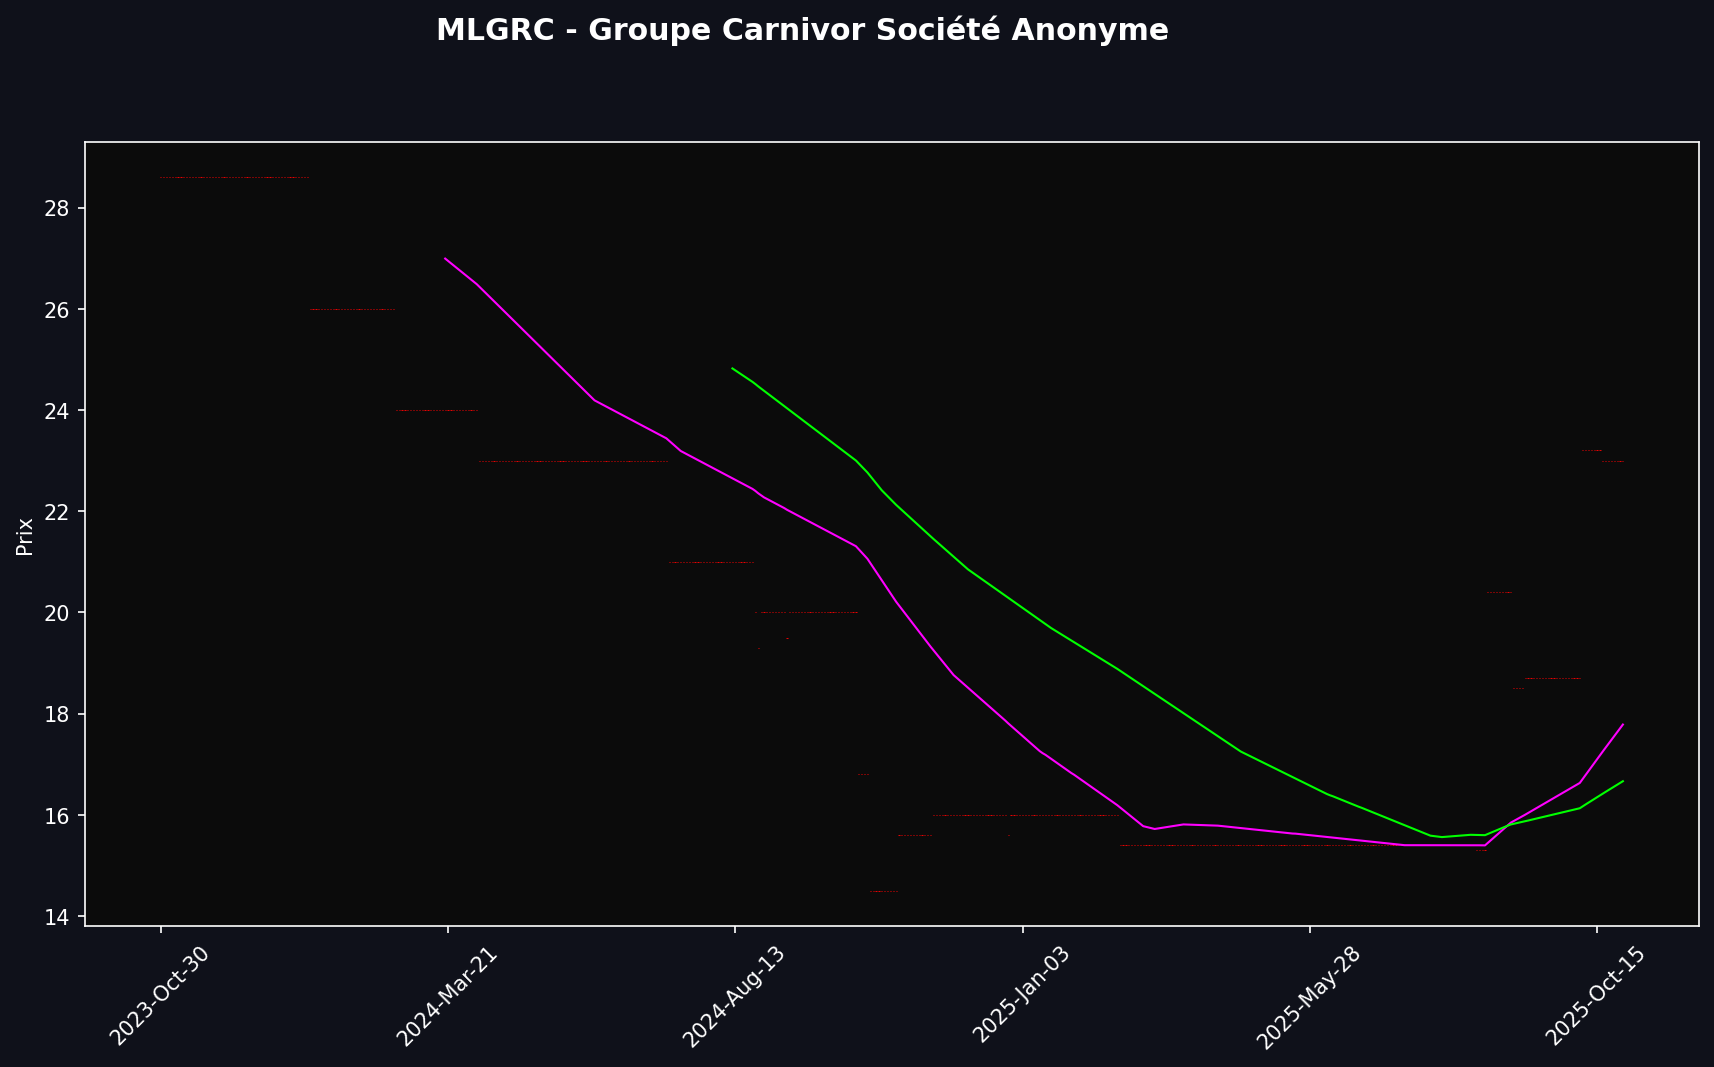 MLGRC - Groupe Carnivor Société Anonyme
Prix
28
26
24
22
20
18
16
14
2023-Oct-30
2024-Mar-21
2024-Aug-13
2025-Jan-03
2025-May-28
2025-Oct-15